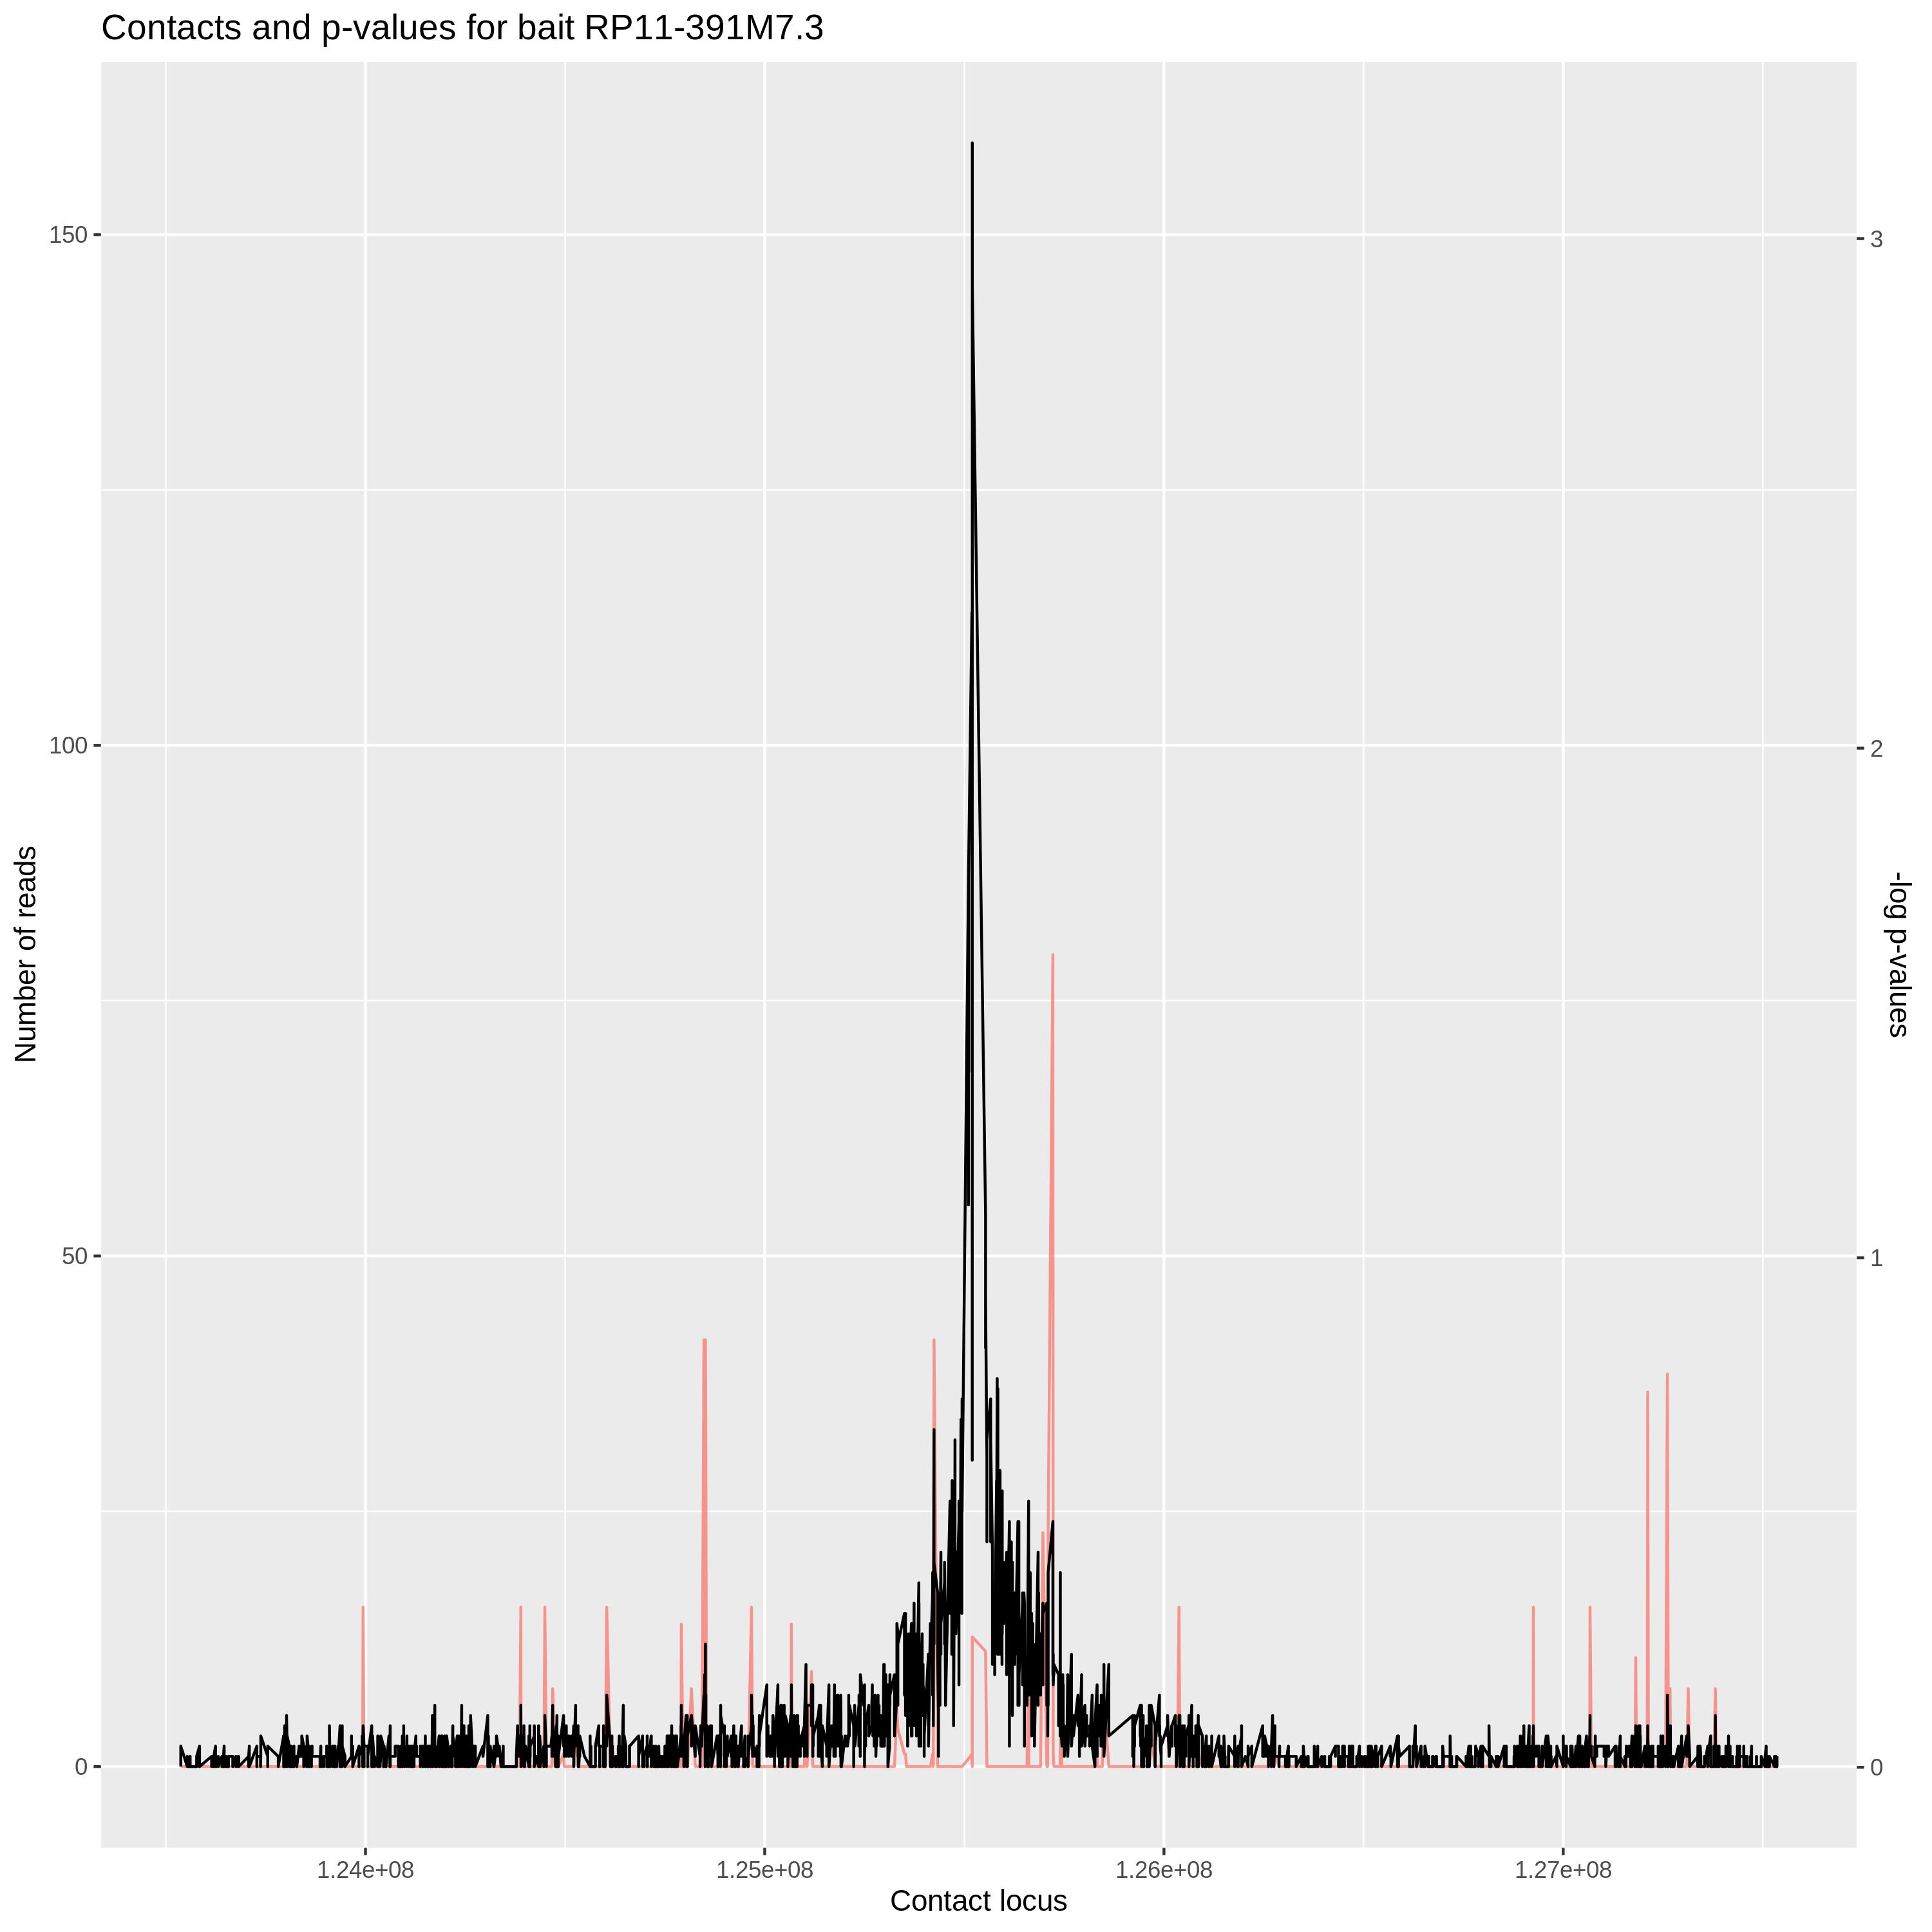 Contacts and p-values for bait RP11-391M7.3
150
100
50
0
3
2
1
0
Number of reads
-log p-values
1.24e+08
1.25e+08
1.26e+08
1.27e+08
Contact locus